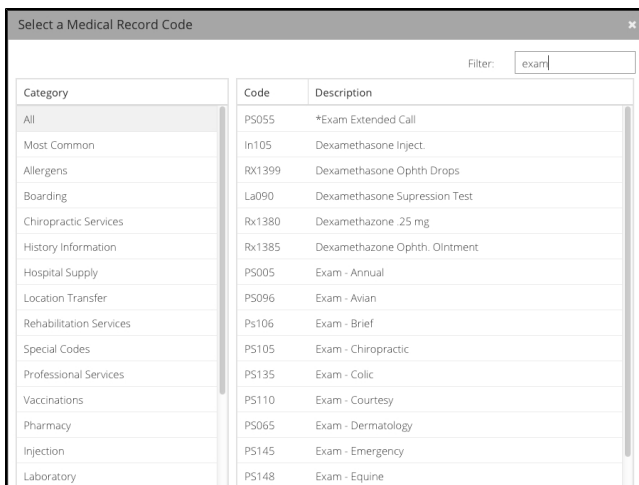 Select a Medical Record Code ×
Filter: exam
Category Code Description
All PS055 *Exam Extended Call
Most Common In105 Dexamethasone Inject.
Allergens RX1399 Dexamethasone Ophth Drops
Boarding La090 Dexamethasone Supression Test
Chiropractic Services Rx1380 Dexamethazone .25 mg
History Information Rx1385 Dexamethazone Ophth. OIntment
Hospital Supply PS005 Exam - Annual
Location Transfer PS096 Exam - Avian
Rehabilitation Services Ps106 Exam - Brief
Special Codes PS105 Exam - Chiropractic
Professional Services PS135 Exam - Colic
Vaccinations PS110 Exam - Courtesy
Pharmacy PS065 Exam - Dermatology
Injection PS145 Exam - Emergency
Laboratory PS148 Exam - Equine